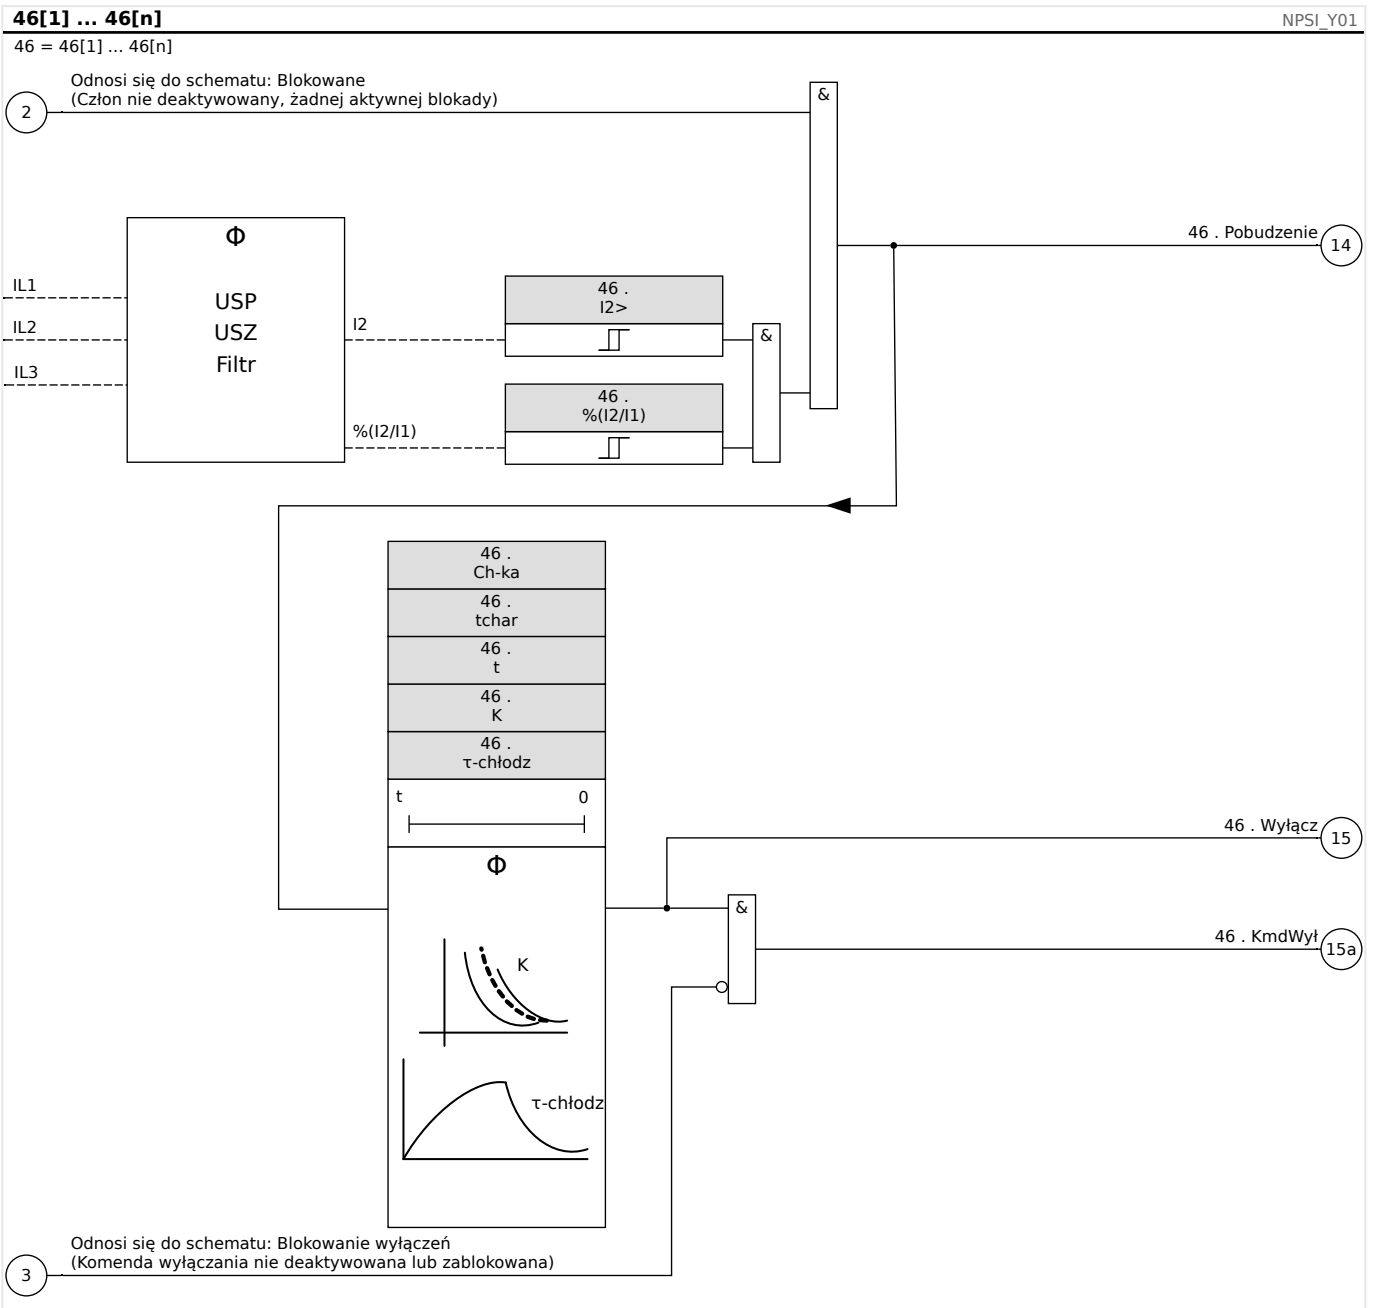 46[1] ... 46[n]
NPSI_Y01
46 = 46[1] ... 46[n]
Odnosi się do schematu: Blokowane
(Człon nie deaktywowany, żadnej aktywnej blokady)
2
&
46 . Pobudzenie
14
Φ
USP
USZ
Filtr
IL1
IL2
IL3
I2
46 .
I2>
&
%(I2/I1)
46 .
%(I2/I1)
46 .
Ch-ka
46 .
tchar
46 .
t
46 .
K
46 .
τ-chłodz
t
0
Φ
K
τ-chłodz
46 . Wyłącz
15
&
46 . KmdWył
15a
Odnosi się do schematu: Blokowanie wyłączeń
(Komenda wyłączania nie deaktywowana lub zablokowana)
3